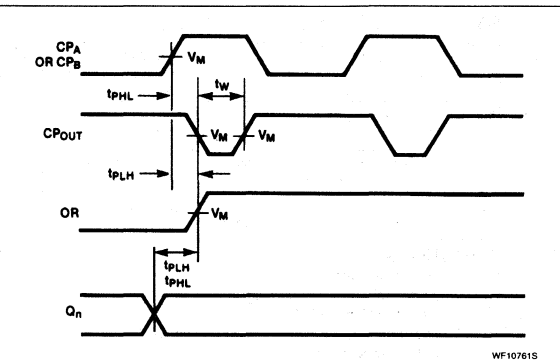 CPA
OR CPB
VM
tPHL
tW
CPOUT
VM
VM
tPLH
OR
VM
tPLH
tPHL
Qn
WF10761S